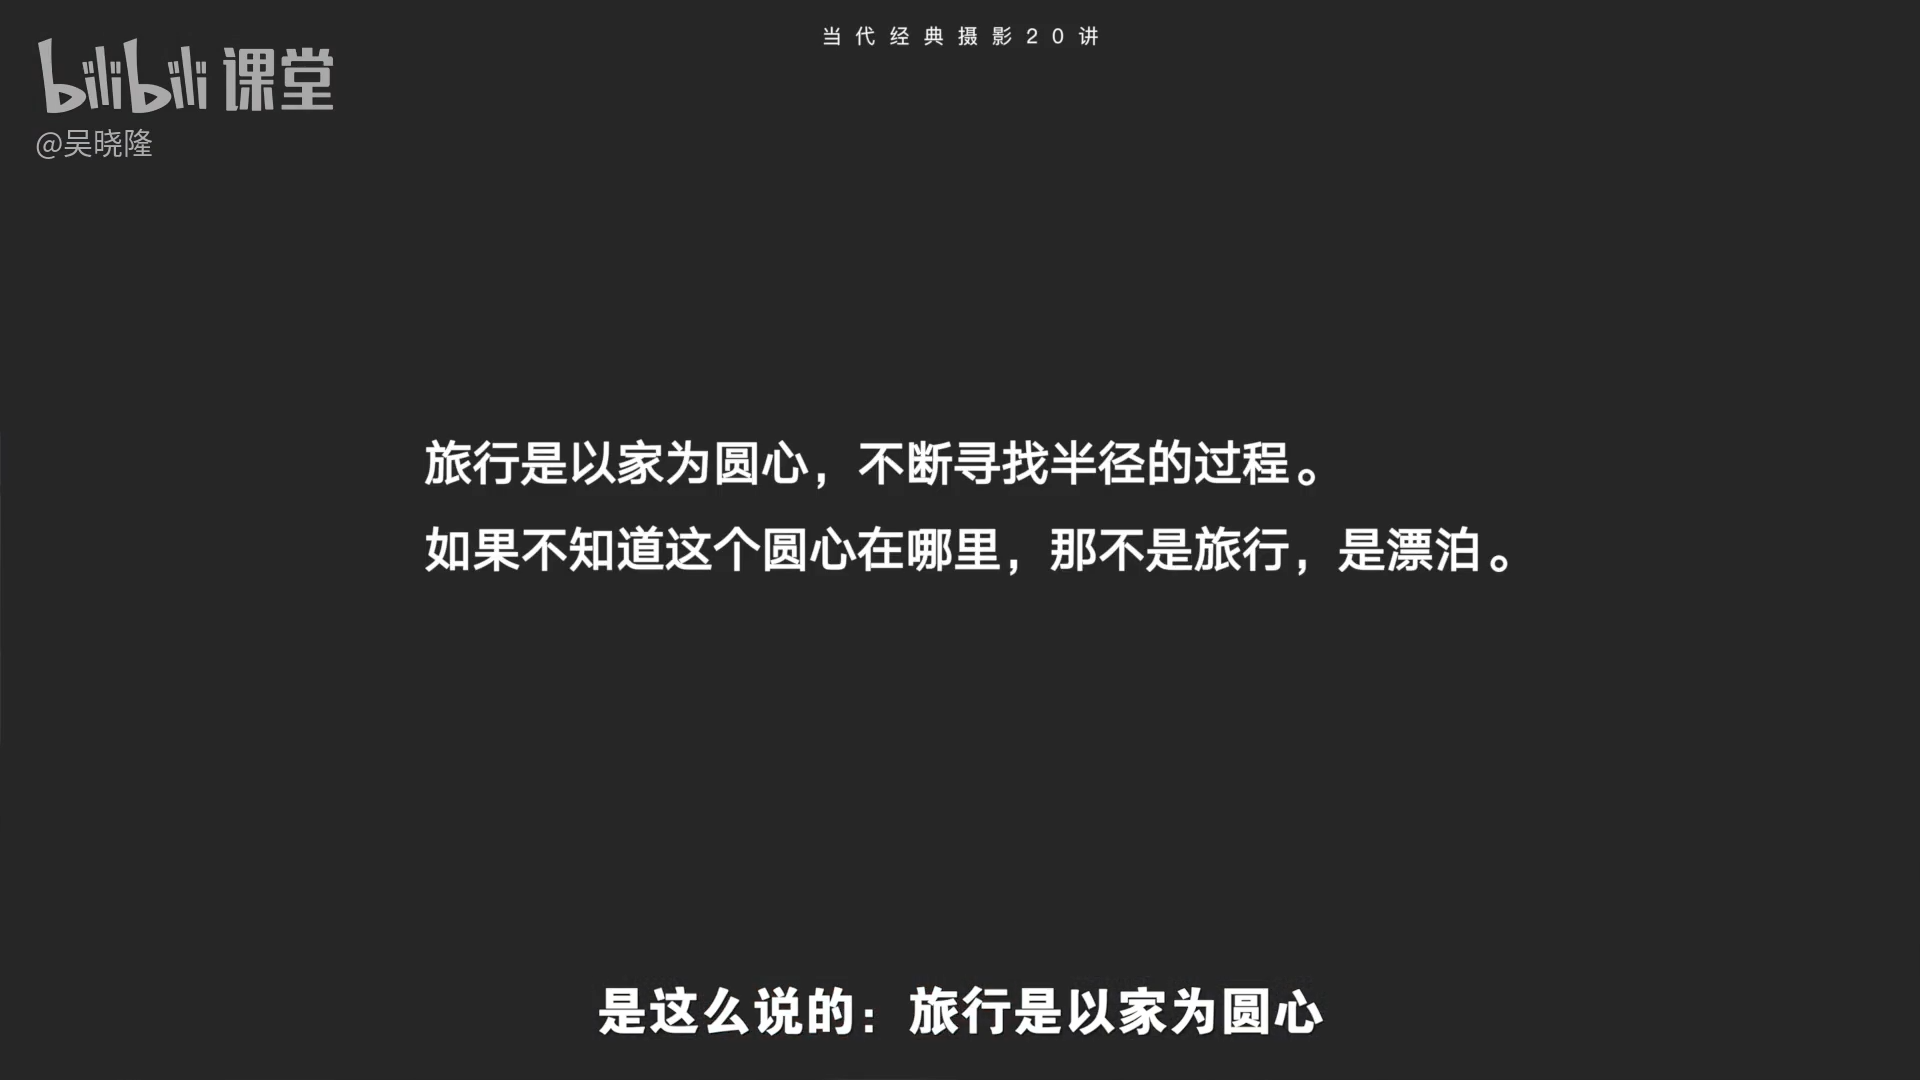 当代经典摄影20讲
bilibili 课堂
@吴晓隆
旅行是以家为圆心，不断寻找半径的过程。
如果不知道这个圆心在哪里，那不是旅行，是漂泊。
是这么说的：旅行是以家为圆心